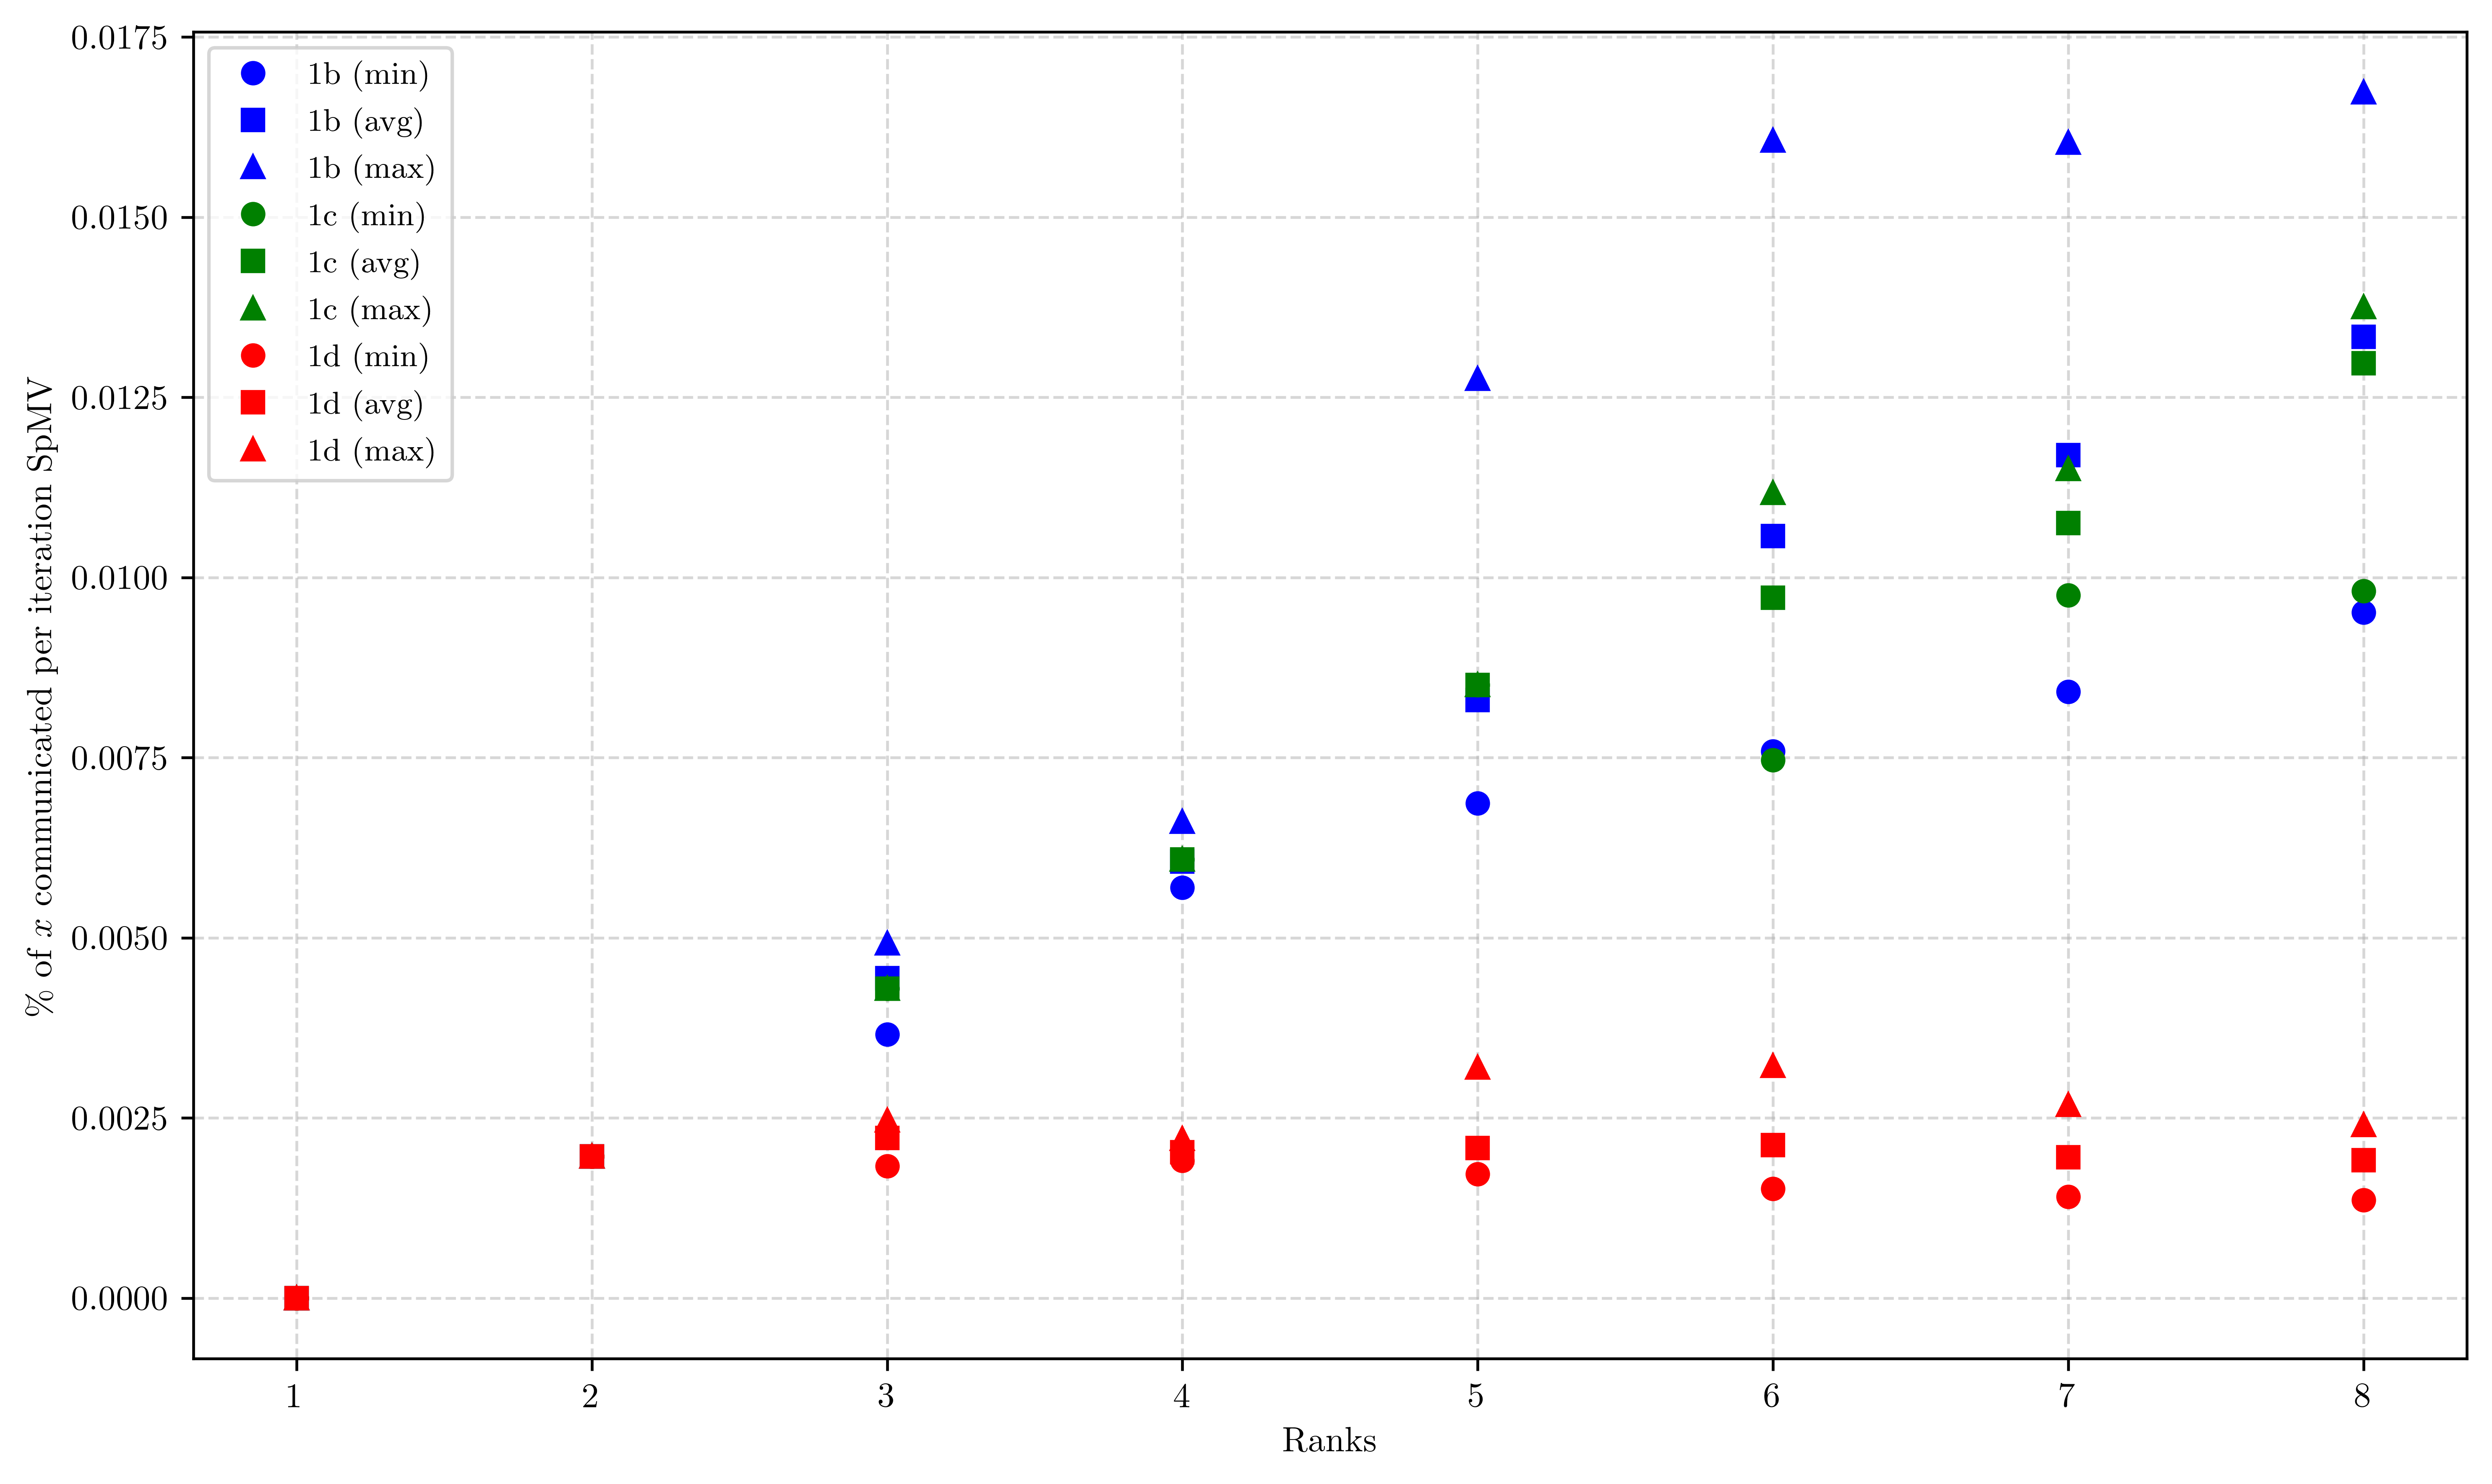 % of x communicated per iteration SpMV
0.0175
0.0150
0.0125
0.0100
0.0075
0.0050
0.0025
0.0000
1b (min)
1b (avg)
1b (max)
1c (min)
1c (avg)
1c (max)
1d (min)
1d (avg)
1d (max)
1 2 3 4 5 6 7 8
Ranks